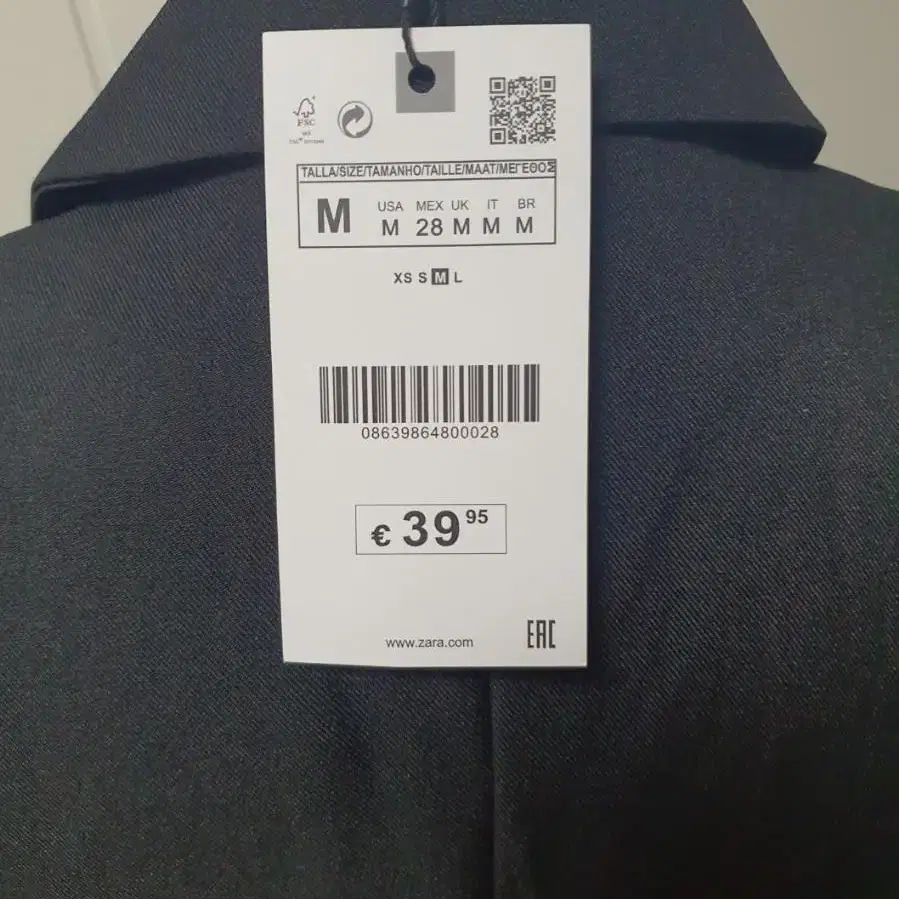 FSC
TALLA/SIZE/TAMANHO/TAILLE/MAAT/ΜΕΓΕΘΟΣ
M
USA MEX UK IT BR
M 28 M M M
XS S M L
08639864800028
€ 39 95
www.zara.com
EAC